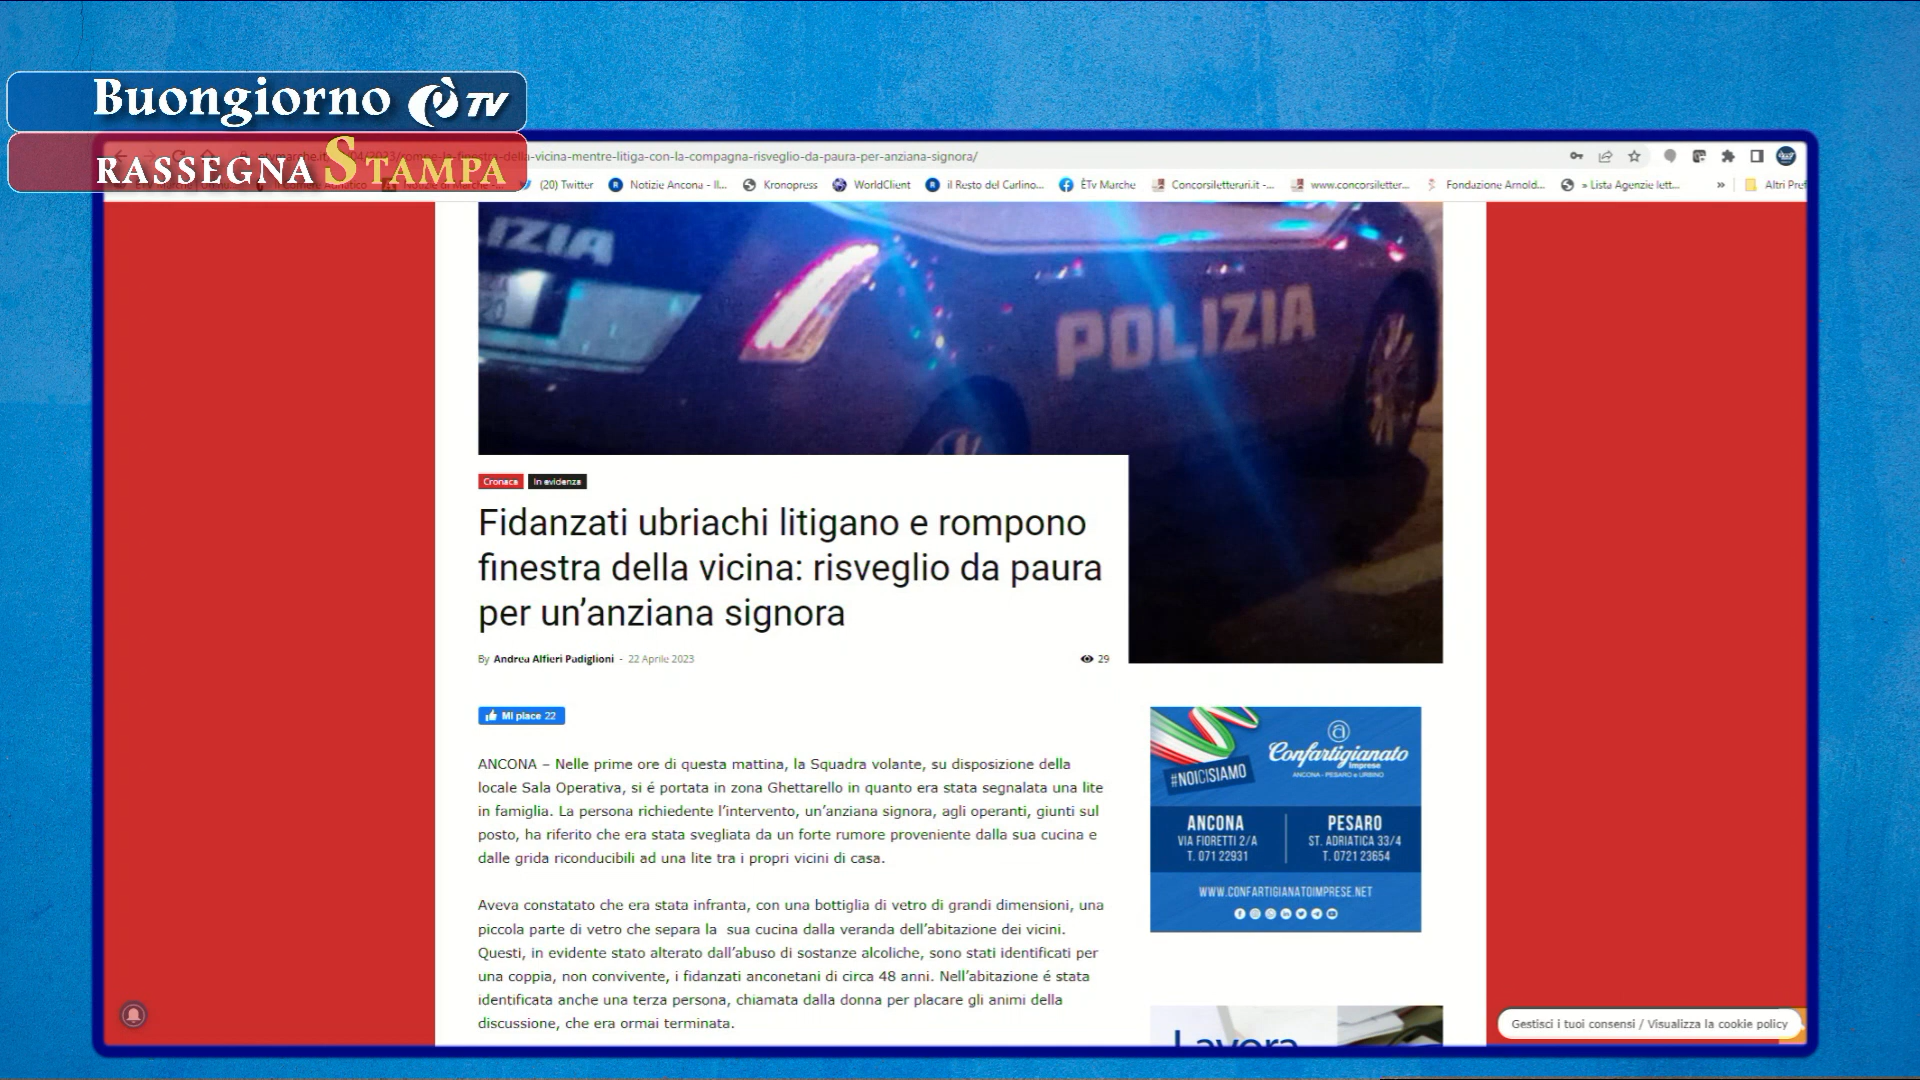 Buongiorno è TV
RASSEGNA STAMPA
-della-vicina-mentre-litiga-con-la-compagna-risveglio-da-paura-per-anziana-signora/
(20) Twitter
Notizie Ancona - Il...
Kronopress
WorldClient
il Resto del Carlino...
ÈTv Marche
Concorsiletterari.it -...
www.concorsiletter...
Fondazione Arnold...
» Lista Agenzie lett...
»
Altri Pref
LIZIA
POLIZIA
Cronaca
In evidenza
Fidanzati ubriachi litigano e rompono
finestra della vicina: risveglio da paura
per un’anziana signora
By Andrea Alfieri Padiglioni - 22 Aprile 2023
29
Mi place 22
ANCONA – Nelle prime ore di questa mattina, la Squadra volante, su disposizione della
locale Sala Operativa, si é portata in zona Ghettarello in quanto era stata segnalata una lite
in famiglia. La persona richiedente l’intervento, un’anziana signora, agli operanti, giunti sul
posto, ha riferito che era stata svegliata da un forte rumore proveniente dalla sua cucina e
dalle grida riconducibili ad una lite tra i propri vicini di casa.
Aveva constatato che era stata infranta, con una bottiglia di vetro di grandi dimensioni, una
piccola parte di vetro che separa la sua cucina dalla veranda dell’abitazione dei vicini.
Questi, in evidente stato alterato dall’abuso di sostanze alcoliche, sono stati identificati per
una coppia, non convivente, i fidanzati anconetani di circa 48 anni. Nell’abitazione é stata
identificata anche una terza persona, chiamata dalla donna per placare gli animi della
discussione, che era ormai terminata.
#NOICISIAMO
Confartigianato
Imprese
ANCONA - PESARO e URBINO
ANCONA
VIA FIORETTI 2/A
T. 071 22931
PESARO
ST. ADRIATICA 33/4
T. 0721 23654
WWW.CONFARTIGIANATOIMPRESE.NET
Lavora
Gestisci i tuoi consensi / Visualizza la cookie policy